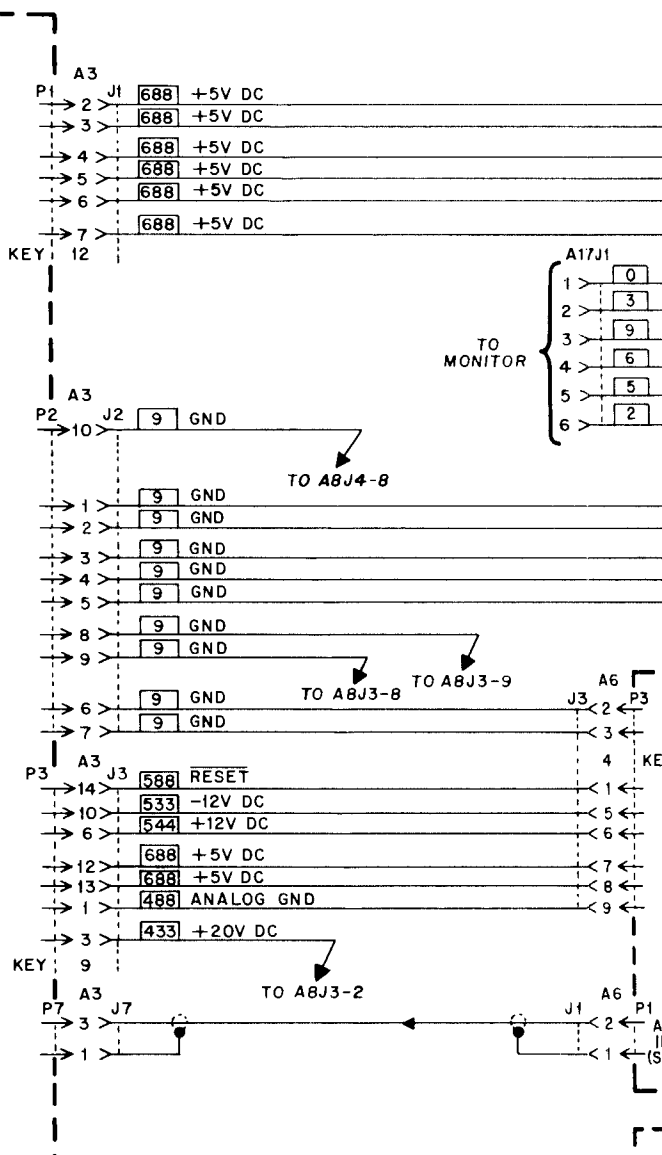 A3
P1 J1
2 688 +5V DC
3 688 +5V DC
4 688 +5V DC
5 688 +5V DC
6 688 +5V DC
7 688 +5V DC
KEY 12
A17J1
1 0
2 3
3 9
4 6
5 5
6 2
TO
MONITOR
A3
P2 J2
10 9 GND
TO A8J4-8
1 9 GND
2 9 GND
3 9 GND
4 9 GND
5 9 GND
8 9 GND
9 9 GND
TO A8J3-8 TO A8J3-9
A6
J3 P3
6 9 GND 2
7 9 GND 3
4 KE
A3
P3 J3
14 588 RESET 1
10 533 -12V DC 5
6 544 +12V DC 6
12 688 +5V DC 7
13 688 +5V DC 8
1 488 ANALOG GND 9
3 433 +20V DC
KEY 9
TO A8J3-2
A3 A6
P7 J7 J1 P1
3 2 A
1 1 (S